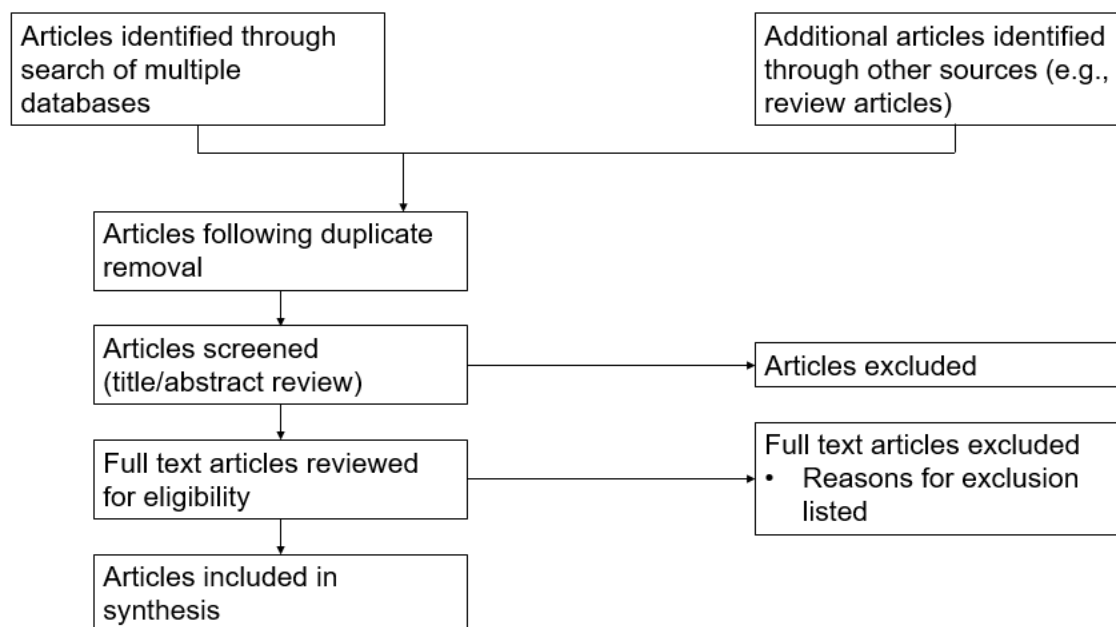 Articles identified through
search of multiple
databases
Additional articles identified
through other sources (e.g.,
review articles)
Articles following duplicate
removal
Articles screened
(title/abstract review)
Articles excluded
Full text articles reviewed
for eligibility
Full text articles excluded
• Reasons for exclusion
listed
Articles included in
synthesis